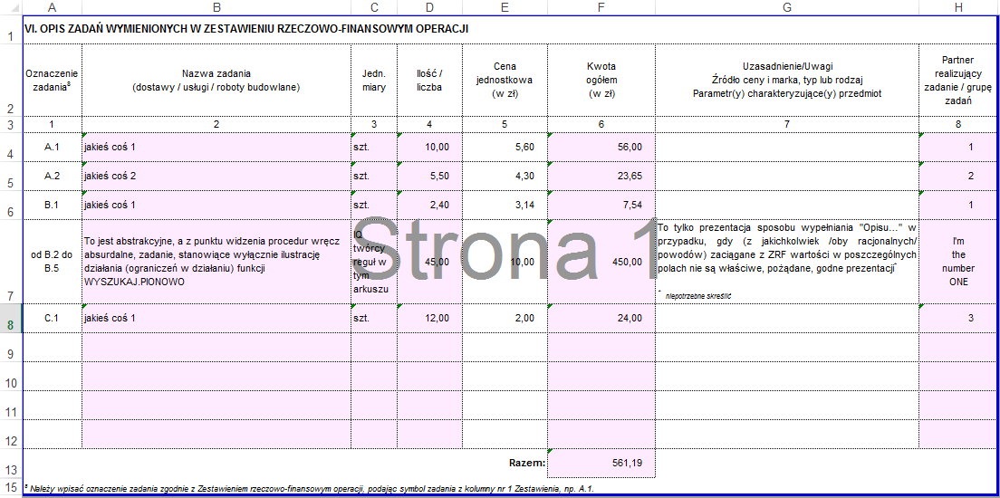 A B C D E F G H
1 VI. OPIS ZADAŃ WYMIENIONYCH W ZESTAWIENIU RZECZOWO-FINANSOWYM OPERACJI
2
Oznaczenie
zadania⁸
Nazwa zadania
(dostawy / usługi / roboty budowlane)
Jedn.
miary
Ilość /
liczba
Cena
jednostkowa
(w zł)
Kwota
ogółem
(w zł)
Uzasadnienie/Uwagi
Źródło ceny i marka, typ lub rodzaj
Parametr(y) charakteryzujące(y) przedmiot
Partner
realizujący
zadanie / grupę
zadań
3 1 2 3 4 5 6 7 8
4 A.1 jakieś coś 1 szt. 10,00 5,60 56,00 1
5 A.2 jakieś coś 2 szt. 5,50 4,30 23,65 2
6 B.1 jakieś coś 1 szt. 2,40 3,14 7,54 1
7
od B.2 do
B.5
To jest abstrakcyjne, a z punktu widzenia procedur wręcz
absurdalne, zadanie, stanowiące wyłącznie ilustrację
działania (ograniczeń w działaniu) funkcji
WYSZUKAJ.PIONOWO
IQ
twórcy
reguł w
tym
arkuszu
45,00 10,00 450,00
To tylko prezentacja sposobu wypełniania "Opisu..." w
przypadku, gdy (z jakichkolwiek /oby racjonalnych/
powodów) zaciągane z ZRF wartości w poszczególnych
polach nie są właściwe, pożądane, godne prezentacji*
* niepotrzebne skreślić
I'm
the
number
ONE
Strona 1
8 C.1 jakieś coś 1 szt. 12,00 2,00 24,00 3
9
10
11
12
13 Razem: 561,19
15 ⁸ Należy wpisać oznaczenie zadania zgodnie z Zestawieniem rzeczowo-finansowym operacji, podając symbol zadania z kolumny nr 1 Zestawienia, np. A.1.